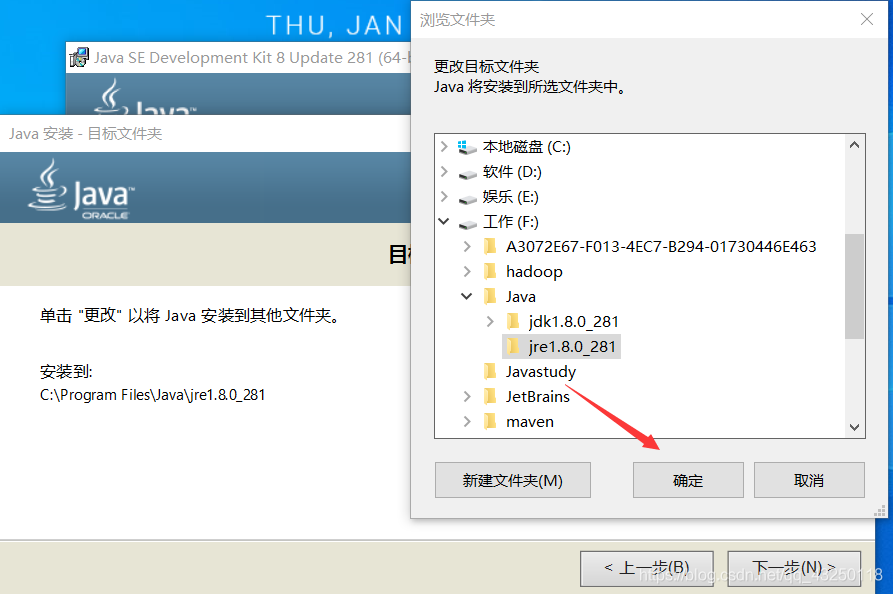 THU, JAN
Java SE Development Kit 8 Update 281 (64-b
Java™
Java 安装 - 目标文件夹
Java™
ORACLE
目标
单击 "更改" 以将 Java 安装到其他文件夹。
安装到:
C:\Program Files\Java\jre1.8.0_281
< 上一步(B)
下一步(N) >
浏览文件夹
更改目标文件夹
Java 将安装到所选文件夹中。
本地磁盘 (C:)
软件 (D:)
娱乐 (E:)
工作 (F:)
A3072E67-F013-4EC7-B294-01730446E463
hadoop
Java
jdk1.8.0_281
jre1.8.0_281
Javastudy
JetBrains
maven
新建文件夹(M)
确定
取消
https://blog.csdn.net/qq_48250118